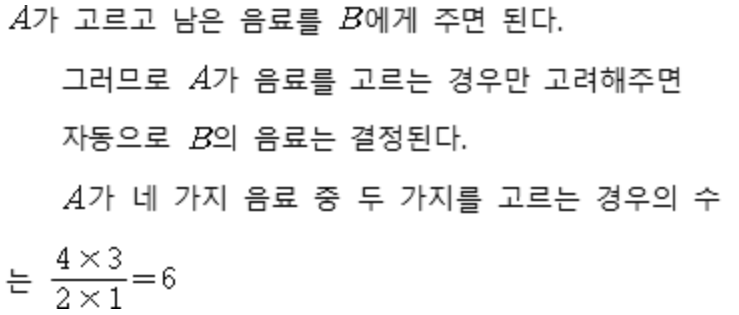 A가 고르고 남은 음료를 B에게 주면 된다.
그러므로 A가 음료를 고르는 경우만 고려해주면
자동으로 B의 음료는 결정된다.
A가 네 가지 음료 중 두 가지를 고르는 경우의 수
는 \frac{4×3}{2×1}=6